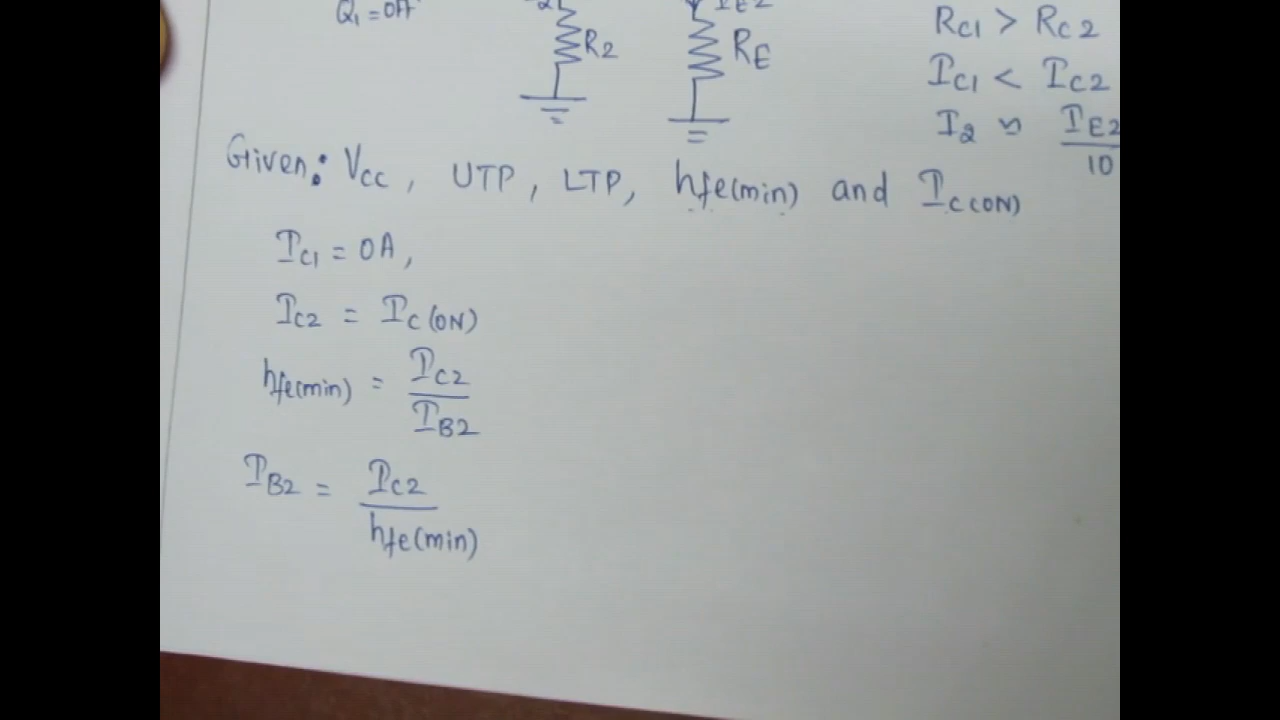 Q1 = OFF
R2
RE
IE2
RC1 > RC2
IC1 < IC2
I2 ≈ IE2/10
Given: VCC, UTP, LTP, hfe(min) and IC(ON)
IC1 = 0A,
IC2 = IC(ON)
hfe(min) = IC2/IB2
IB2 = IC2/hfe(min)